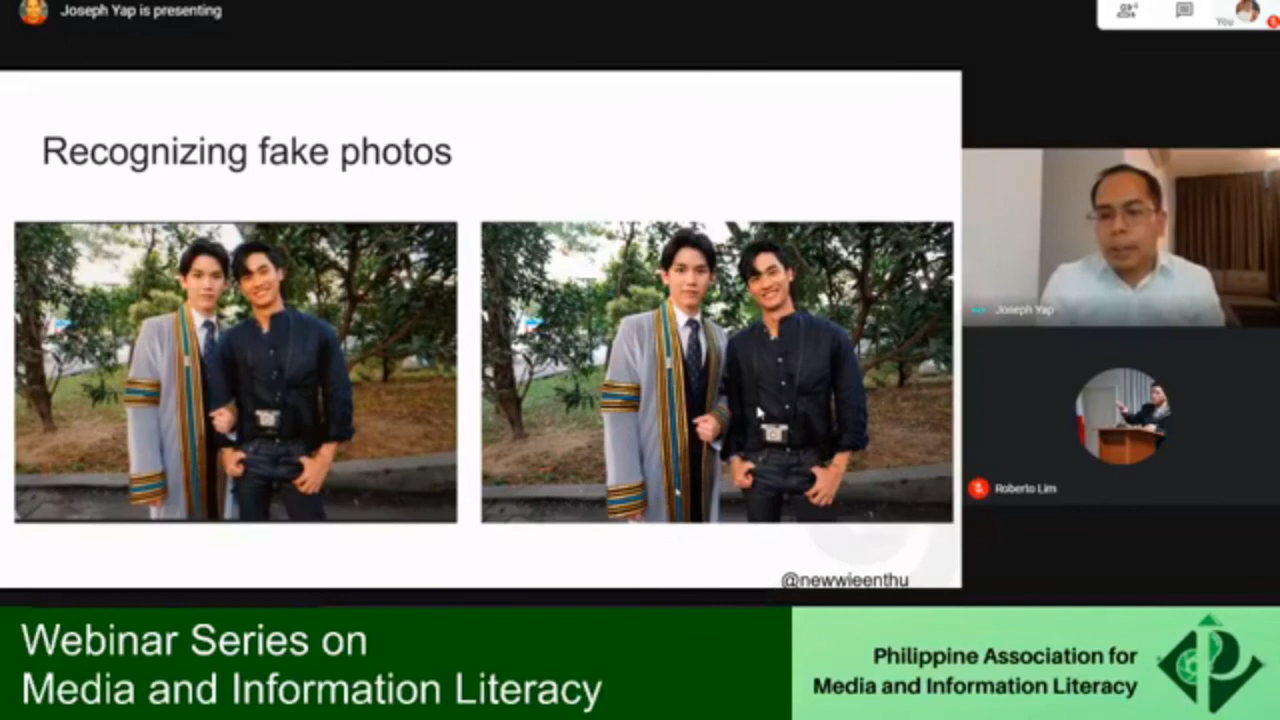 Joseph Yap is presenting
You
Recognizing fake photos
Joseph Yap
Roberto Lim
@newwieenthu
Webinar Series on
Media and Information Literacy
Philippine Association for
Media and Information Literacy